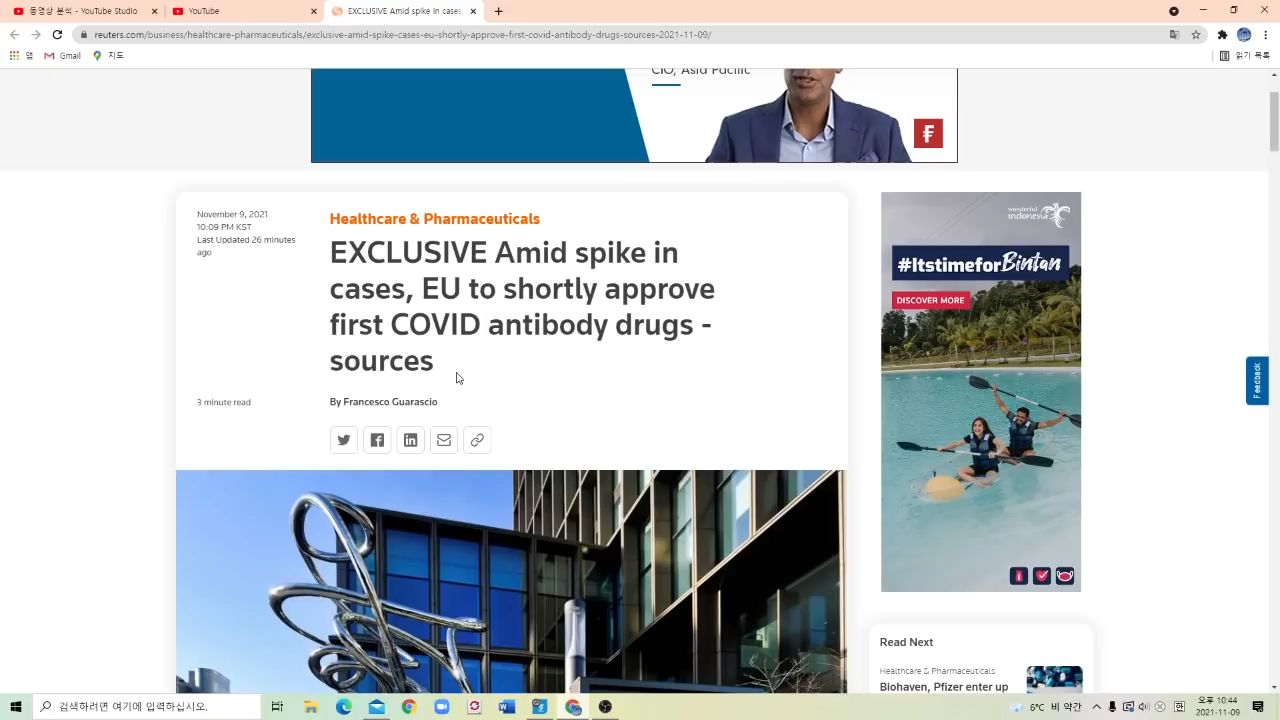 동영상 분석 - YouTube Studio
YouTube
EXCLUSIVE Amid spike in cases
reuters.com/business/healthcare-pharmaceuticals/exclusive-amid-spike-cases-eu-shortly-approve-first-covid-antibody-drugs-sources-2021-11-09/
앱
Gmail
지도
읽기 목록
CIO, Asia Pacific
November 9, 2021
10:09 PM KST
Last Updated 26 minutes
ago
Healthcare & Pharmaceuticals
EXCLUSIVE Amid spike in
cases, EU to shortly approve
first COVID antibody drugs -
sources
3 minute read
By Francesco Guarascio
wonderful
indonesia
#ItstimeforBintan
DISCOVER MORE
Feedback
Read Next
Healthcare & Pharmaceuticals
Biohaven, Pfizer enter up
검색하려면 여기에 입력하십시오.
6°C 비 약간
오후 10:44
2021-11-09